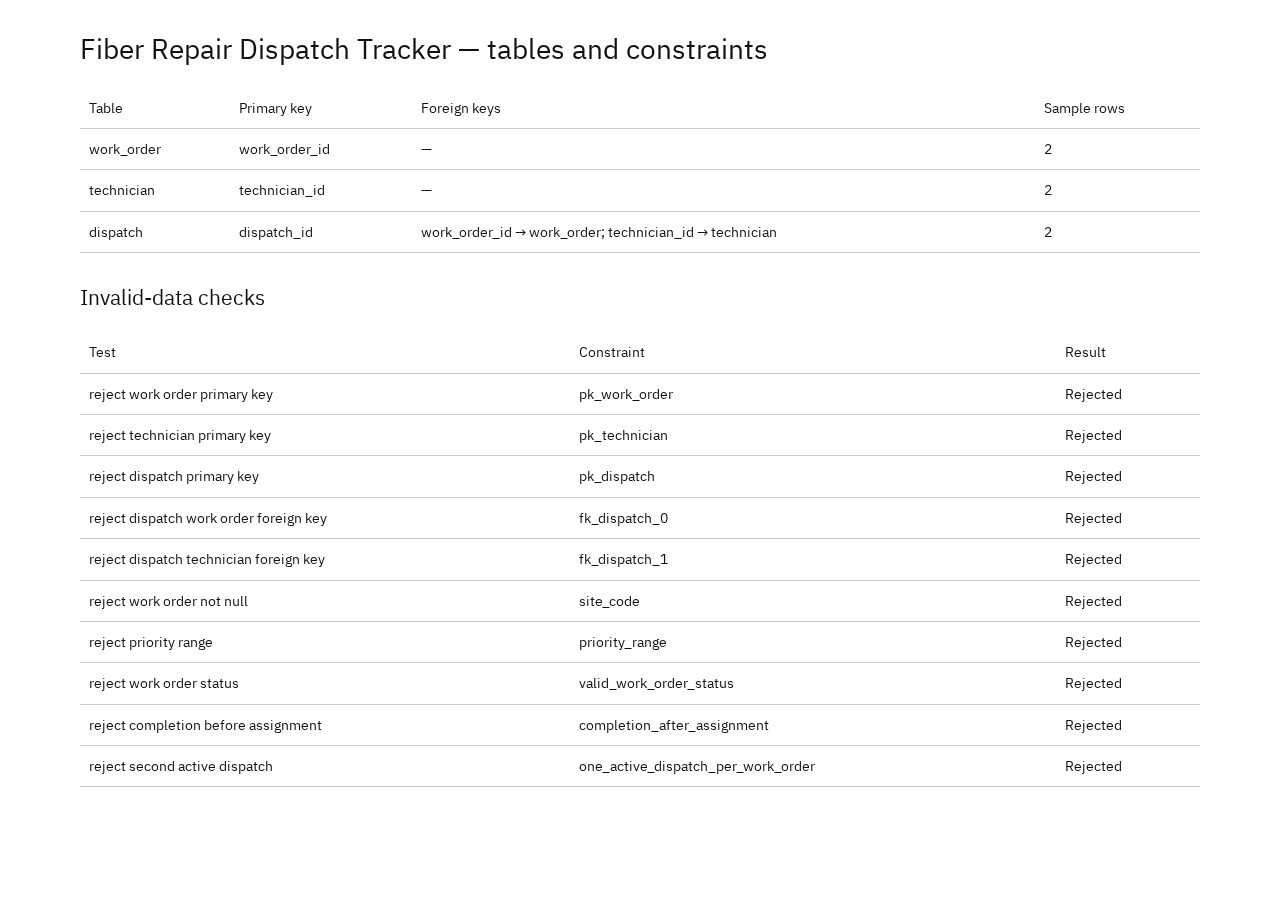 Fiber Repair Dispatch Tracker — tables and constraints
Table Primary key Foreign keys Sample rows
work_order work_order_id — 2
technician technician_id — 2
dispatch dispatch_id work_order_id → work_order; technician_id → technician 2
Invalid-data checks
Test Constraint Result
reject work order primary key pk_work_order Rejected
reject technician primary key pk_technician Rejected
reject dispatch primary key pk_dispatch Rejected
reject dispatch work order foreign key fk_dispatch_0 Rejected
reject dispatch technician foreign key fk_dispatch_1 Rejected
reject work order not null site_code Rejected
reject priority range priority_range Rejected
reject work order status valid_work_order_status Rejected
reject completion before assignment completion_after_assignment Rejected
reject second active dispatch one_active_dispatch_per_work_order Rejected